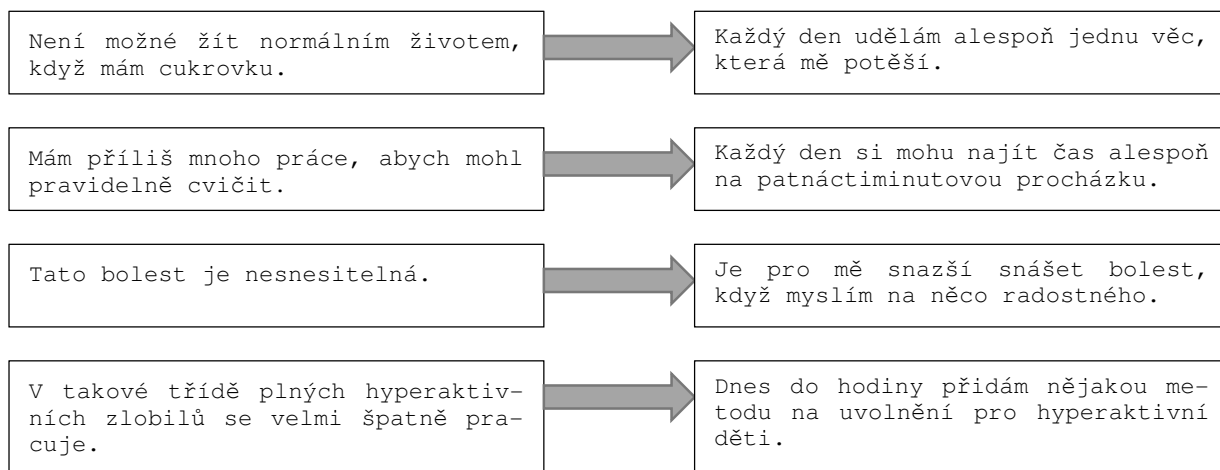 Není možné žít normálním životem,
když mám cukrovku.
Každý den udělám alespoň jednu věc,
která mě potěší.
Mám příliš mnoho práce, abych mohl
pravidelně cvičit.
Každý den si mohu najít čas alespoň
na patnáctiminutovou procházku.
Tato bolest je nesnesitelná.
Je pro mě snazší snášet bolest,
když myslím na něco radostného.
V takové třídě plných hyperaktiv-
ních zlobilů se velmi špatně pra-
cuje.
Dnes do hodiny přidám nějakou me-
todu na uvolnění pro hyperaktivní
děti.